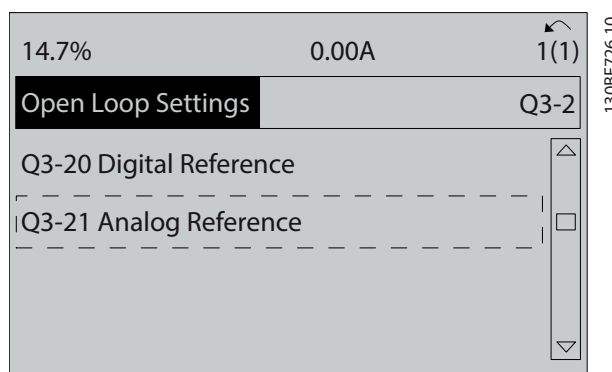 14.7% 0.00A 1(1)
Open Loop Settings Q3-2
Q3-20 Digital Reference
Q3-21 Analog Reference
130BF726.10